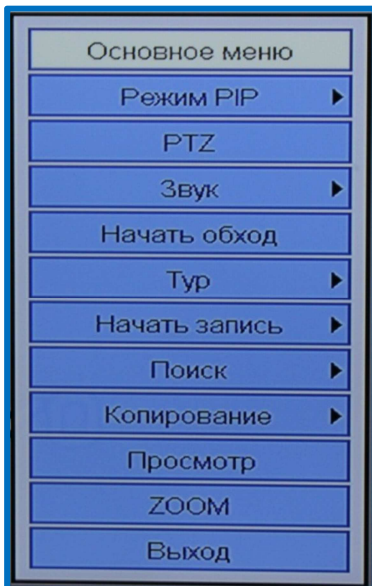 Основное меню
Режим PIP
PTZ
Звук
Начать обход
Тур
Начать запись
Поиск
Копирование
Просмотр
ZOOM
Выход